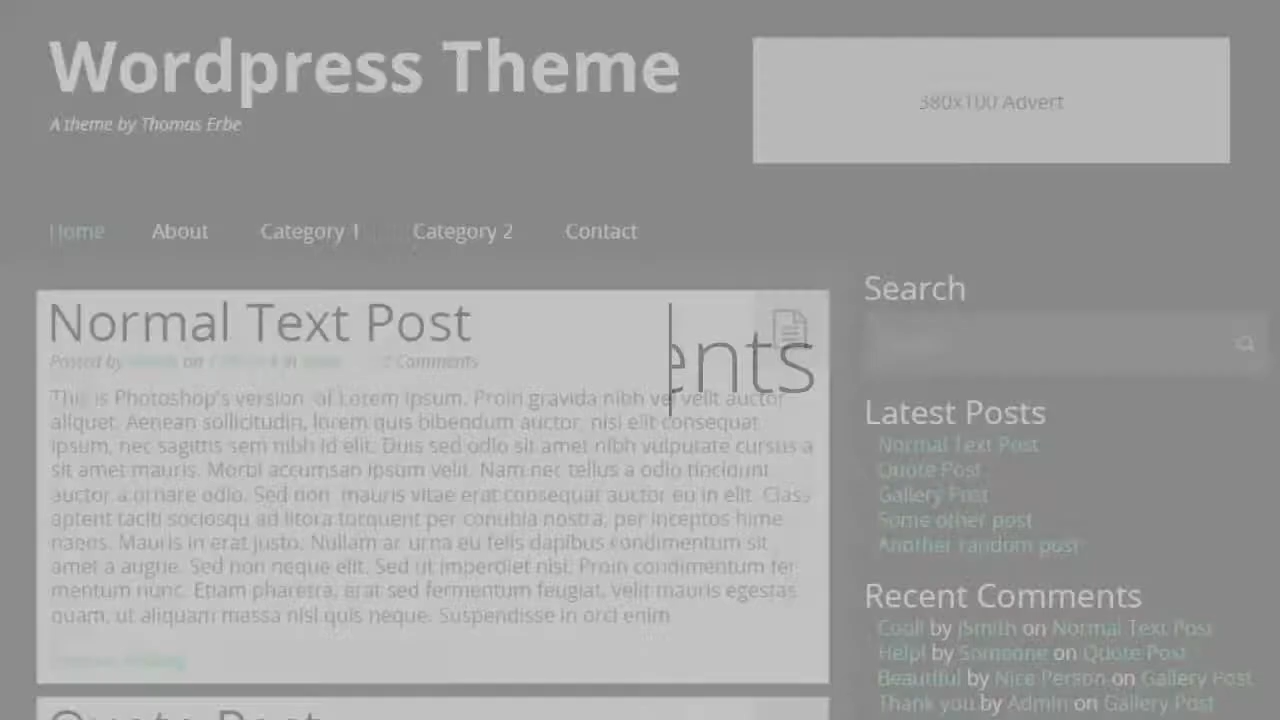 Wordpress Theme
A theme by Thomas Erbe
380x100 Advert
Home About Category 1 Category 2 Contact
Normal Text Post
Posted by on in Comments
ents
This is Photoshop's version of Lorem Ipsum. Proin gravida nibh vel velit auctor
aliquet. Aenean sollicitudin, lorem quis bibendum auctor, nisi elit consequat
ipsum, nec sagittis sem nibh id elit. Duis sed odio sit amet nibh vulputate cursus a
sit amet mauris. Morbi accumsan ipsum velit. Nam nec tellus a odio tincidunt
auctor a ornare odio. Sed non mauris vitae erat consequat auctor eu in elit. Class
aptent taciti sociosqu ad litora torquent per conubia nostra, per inceptos hime
naeos. Mauris in erat justo. Nullam ac urna eu felis dapibus condimentum sit
amet a augue. Sed non neque elit. Sed ut imperdiet nisi. Proin condimentum fer
mentum nunc. Etiam pharetra, erat sed fermentum feugiat, velit mauris egestas
quam, ut aliquam massa nisl quis neque. Suspendisse in orci enim
Quote Post
Search
Latest Posts
Normal Text Post
Quote Post
Gallery Post
Some other post
Another random post
Recent Comments
Cool! by JSmith on Normal Text Post
Help! by Someone on Quote Post
Beautiful by Nice Person on Gallery Post
Thank you by Admin on Gallery Post